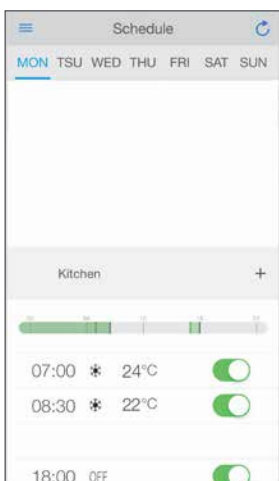 Schedule
MON TSU WED THU FRI SAT SUN
Kitchen +
07:00 24°C
08:30 22°C
18:00 OFF